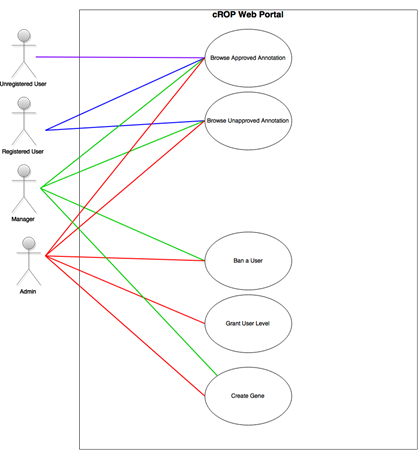 cROP Web Portal
Browse Approved Annotation
Unregistered User
Browse Unapproved Annotation
Registered User
Manager
Ban a User
Admin
Grant User Level
Create Gene